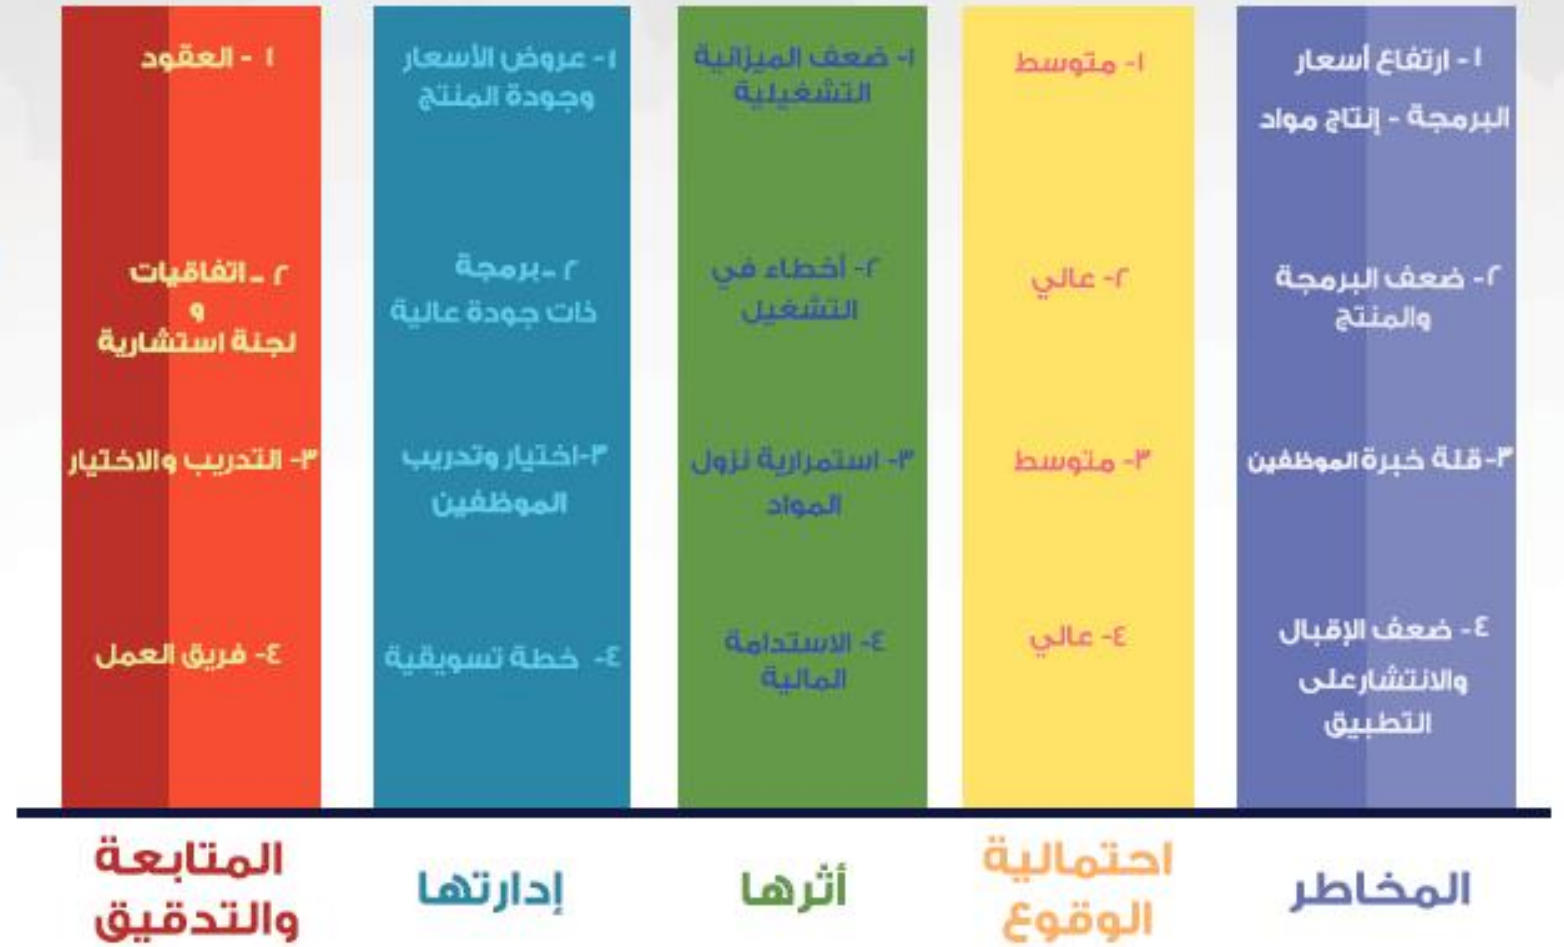 ١- ارتفاع أسعار
البرمجة - إنتاج مواد
٢- ضعف البرمجة
والمنتج
٣- قلة خبرة الموظفين
٤- ضعف الإقبال
والانتشار على
التطبيق
المخاطر
١- متوسط
٢- عالي
٣- متوسط
٤- عالي
احتمالية
الوقوع
١- ضعف الميزانية
التشغيلية
٢- أخطاء في
التشغيل
٣- استمرارية نزول
المواد
٤- الاستدامة
المالية
أثرها
١- عروض الأسعار
وجودة المنتج
٢ - برمجة
ذات جودة عالية
٣-اختيار وتدريب
الموظفين
٤- خطة تسويقية
إدارتها
١ - العقود
٢ - اتفاقيات
و
لجنة استشارية
٣- التدريب والاختيار
٤- فريق العمل
المتابعة
والتدقيق